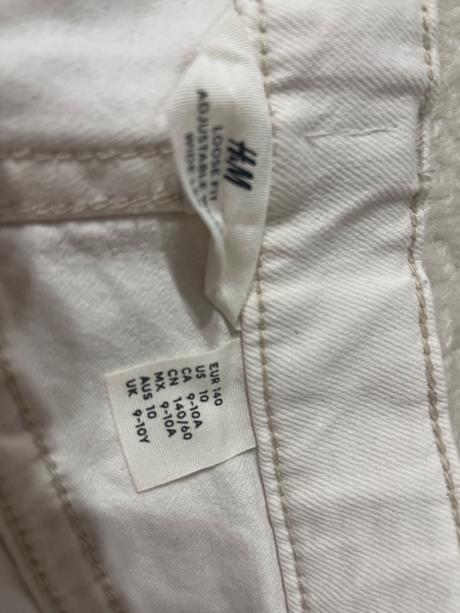 H&M
LOOSE FIT
ADJUSTABLE
EUR 140
US 10
CA 9-10A
CN 140/60
MX 9-10A
AUS 10
UK 9-10Y